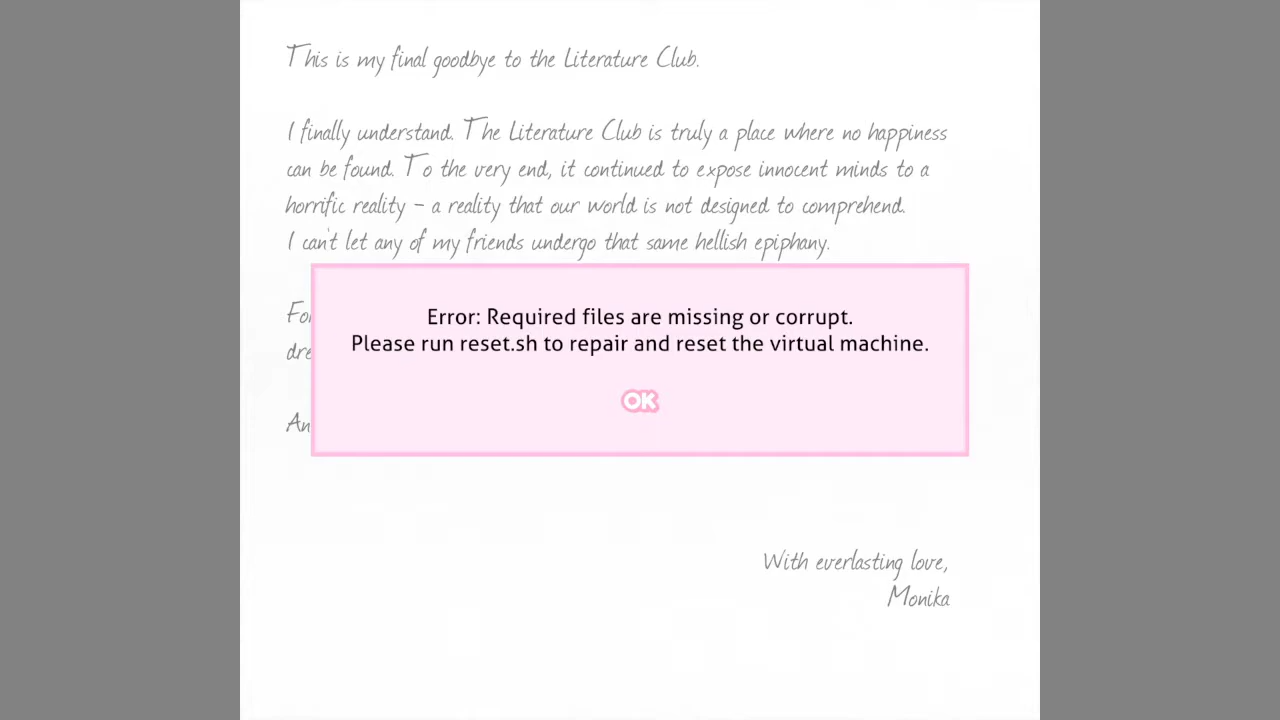 This is my final goodbye to the Literature Club.
I finally understand. The Literature Club is truly a place where no happiness
can be found. To the very end, it continued to expose innocent minds to a
horrific reality - a reality that our world is not designed to comprehend.
I can't let any of my friends undergo that same hellish epiphany.
Error: Required files are missing or corrupt.
Please run reset.sh to repair and reset the virtual machine.
OK
With everlasting love,
Monika